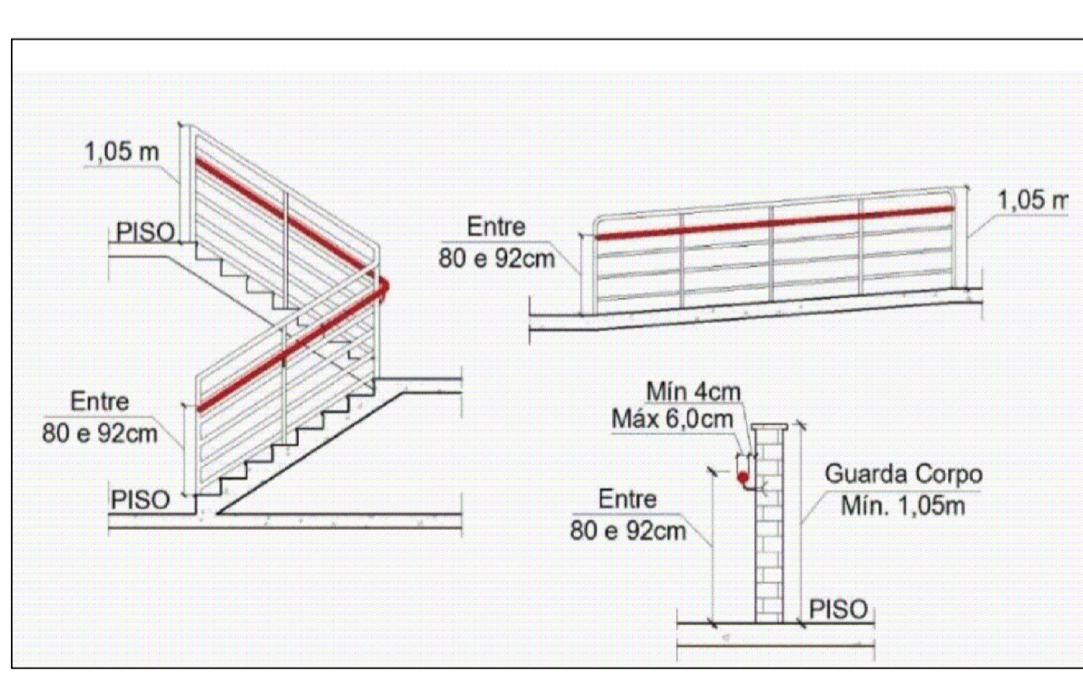 1,05 m
PISO
Entre
80 e 92cm
PISO
Entre
80 e 92cm
1,05 m
Mín 4cm
Máx 6,0cm
Entre
80 e 92cm
Guarda Corpo
Mín. 1,05m
PISO